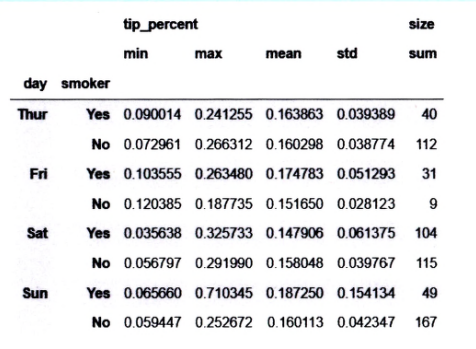 tip_percent size
min max mean std sum
day smoker
Thur Yes 0.090014 0.241255 0.163863 0.039389 40
No 0.072961 0.266312 0.160298 0.038774 112
Fri Yes 0.103555 0.263480 0.174783 0.051293 31
No 0.120385 0.187735 0.151650 0.028123 9
Sat Yes 0.035638 0.325733 0.147906 0.061375 104
No 0.056797 0.291990 0.158048 0.039767 115
Sun Yes 0.065660 0.710345 0.187250 0.154134 49
No 0.059447 0.252672 0.160113 0.042347 167